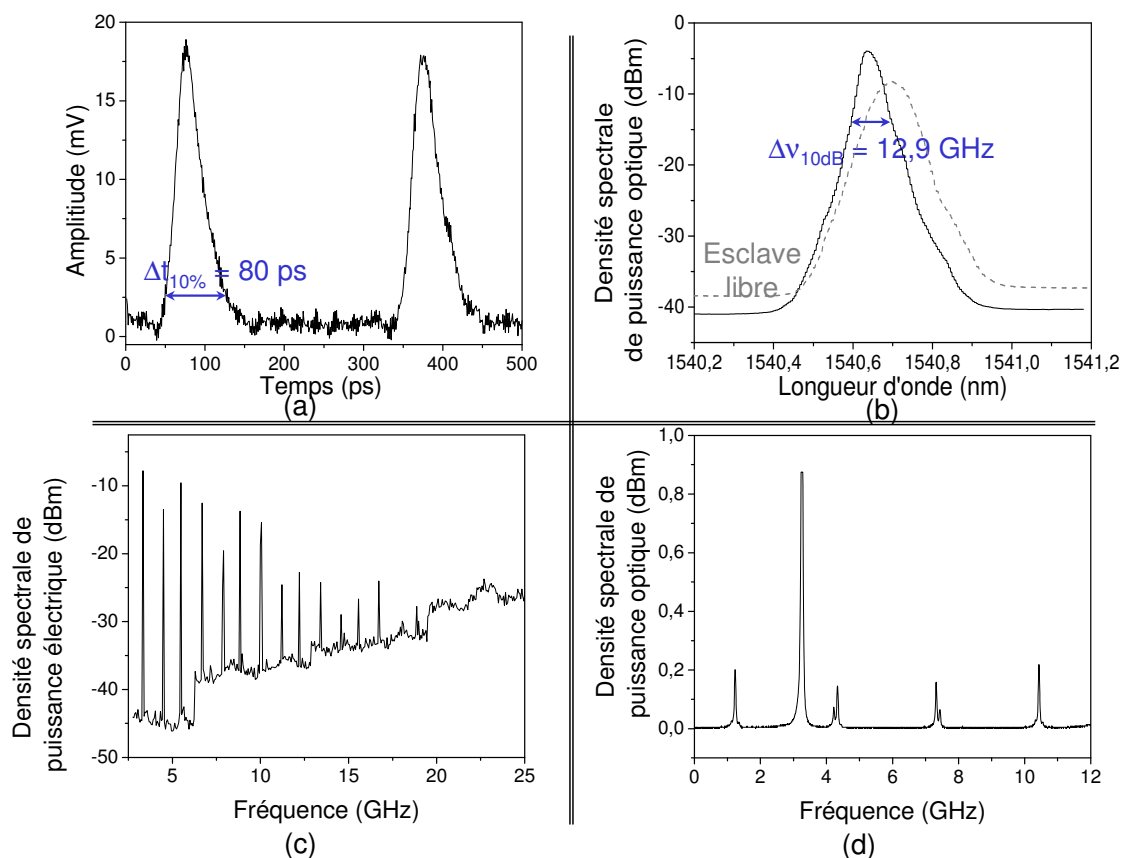 20
15
10
5
0
Amplitiude (mV)
Δt10% = 80 ps
0 100 200 300 400 500
Temps (ps)
(a)
0
-10
-20
-30
-40
Densité spectrale
de puissance optique (dBm)
Δν10dB = 12,9 GHz
Esclave
libre
1540,2 1540,4 1540,6 1540,8 1541,0 1541,2
Longueur d'onde (nm)
(b)
-10
-20
-30
-40
-50
Densité spectrale de
puissance électrique (dBm)
5 10 15 20 25
Fréquence (GHz)
(c)
1,0
0,8
0,6
0,4
0,2
0,0
Densité spectrale de
puissance optique (dBm)
0 2 4 6 8 10 12
Fréquence (GHz)
(d)